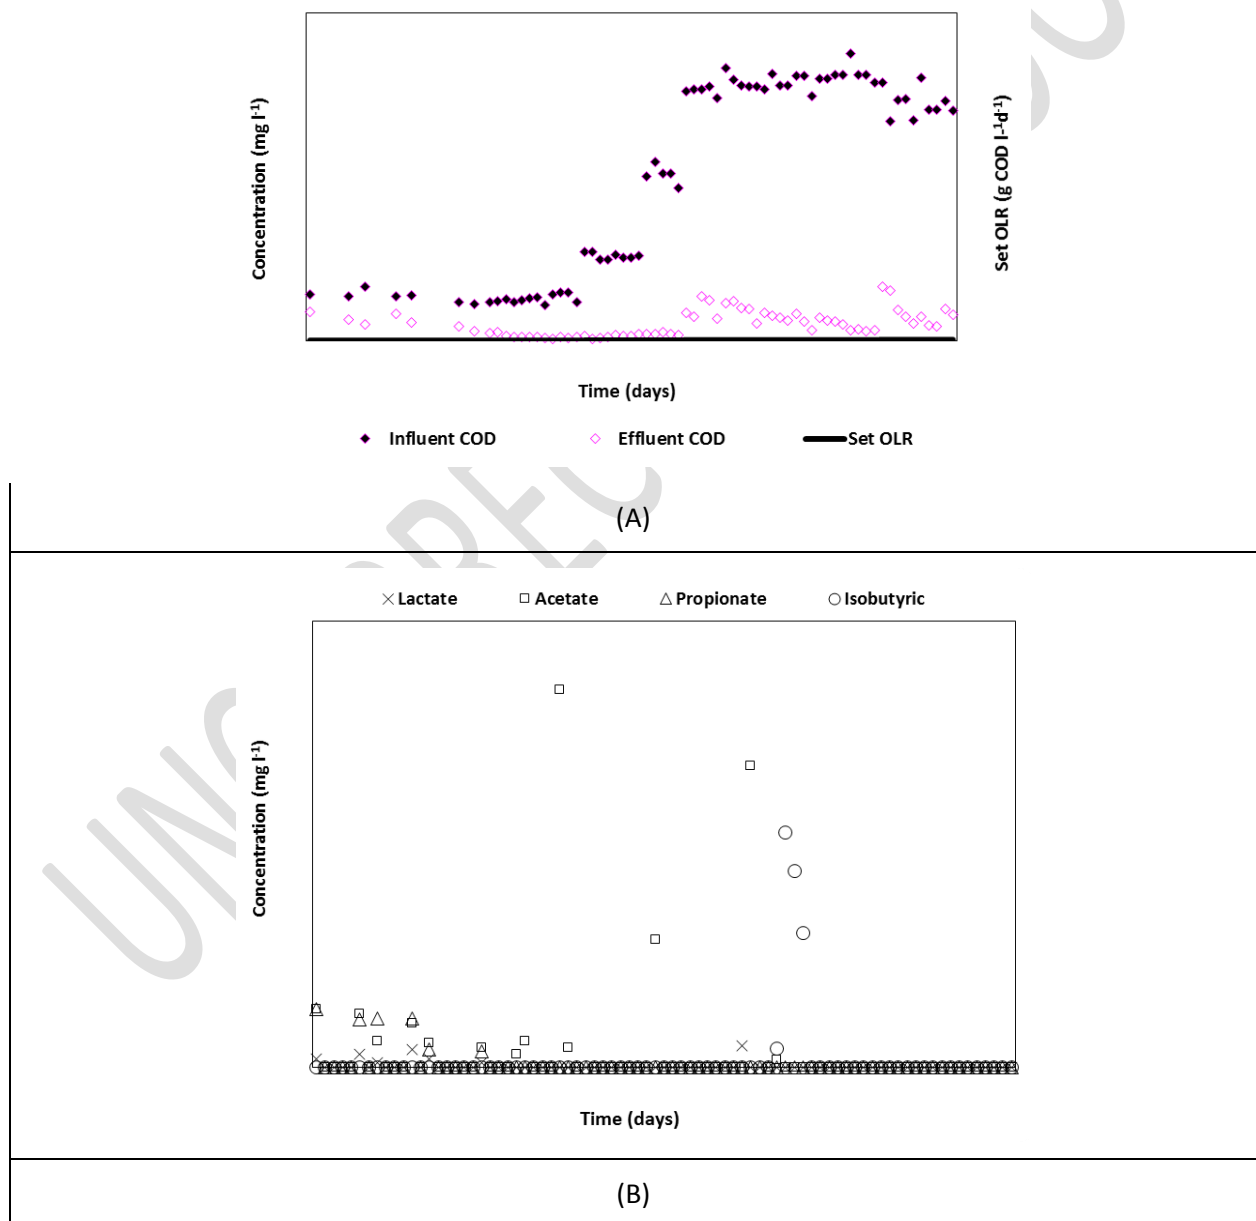 Concentration (mg l-1)
Set OLR (g COD l-1d-1)
Time (days)
Influent COD
Effluent COD
Set OLR
(A)
Lactate
Acetate
Propionate
Isobutyric
Concentration (mg l-1)
Time (days)
(B)